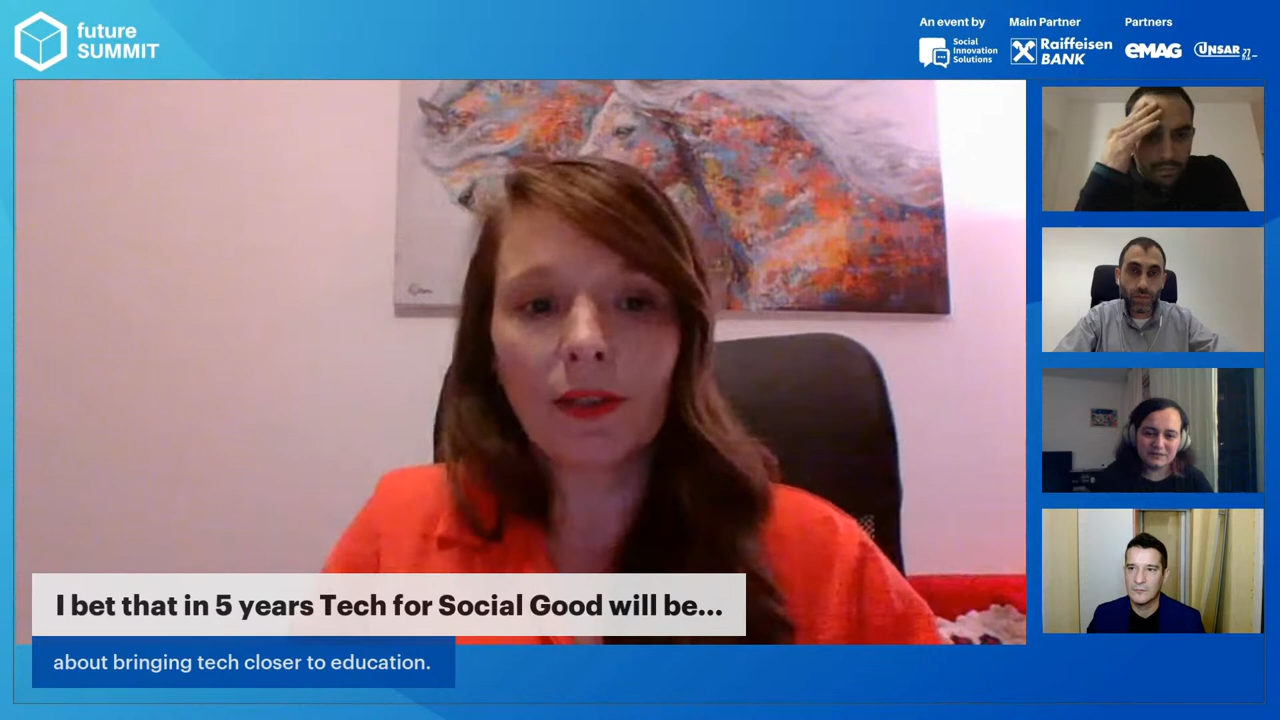 future
SUMMIT
An event by
Social
Innovation
Solutions
Main Partner
Raiffeisen
BANK
Partners
eMAG
UNSAR
I bet that in 5 years Tech for Social Good will be...
about bringing tech closer to education.